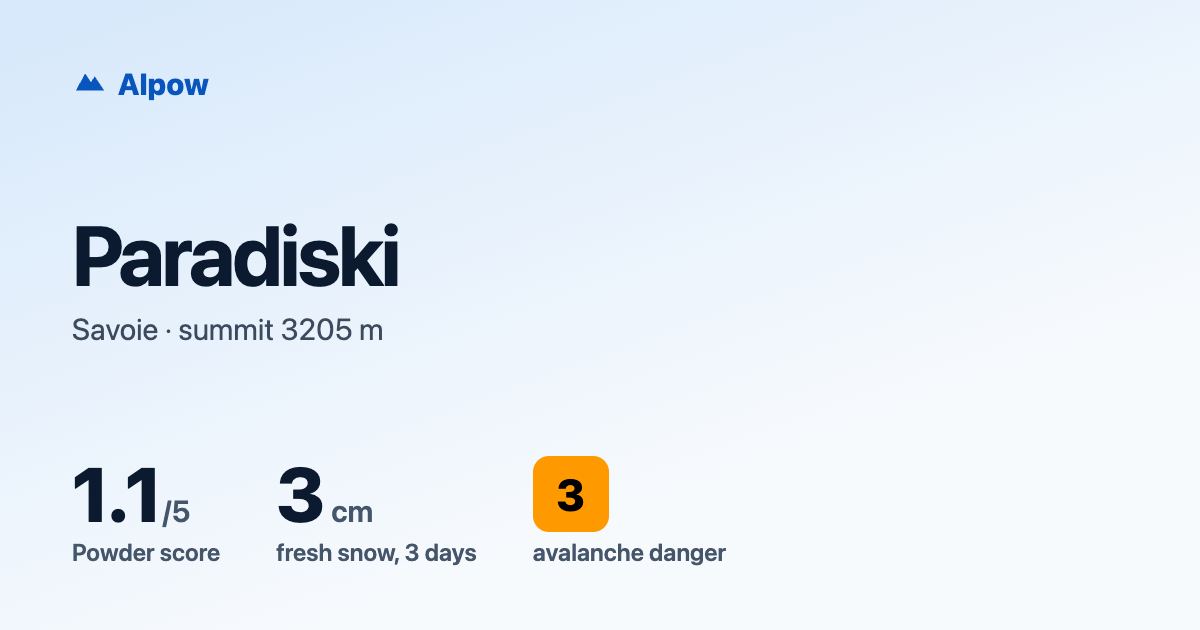 Alpow
Paradiski
Savoie · summit 3205 m
1.1/5
Powder score
3 cm
fresh snow, 3 days
3
avalanche danger